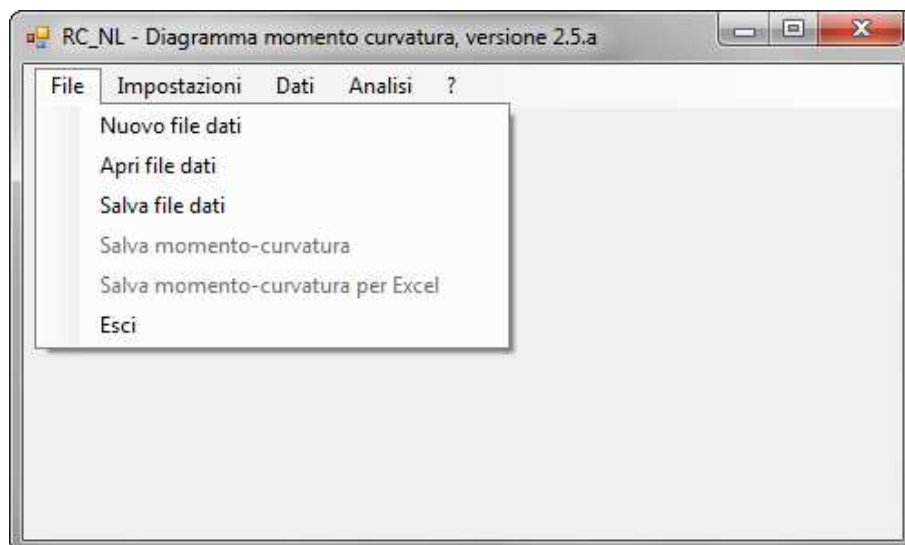 RC_NL - Diagramma momento curvatura, versione 2.5.a
File Impostazioni Dati Analisi ?
Nuovo file dati
Apri file dati
Salva file dati
Salva momento-curvatura
Salva momento-curvatura per Excel
Esci